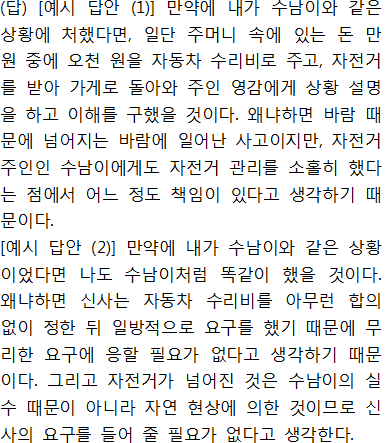 (답) [예시 답안 (1)] 만약에 내가 수남이와 같은
상황에 처했다면, 일단 주머니 속에 있는 돈 만
원 중에 오천 원을 자동차 수리비로 주고, 자전거
를 받아 가게로 돌아와 주인 영감에게 상황 설명
을 하고 이해를 구했을 것이다. 왜냐하면 바람 때
문에 넘어지는 바람에 일어난 사고이지만, 자전거
주인인 수남이에게도 자전거 관리를 소홀히 했다
는 점에서 어느 정도 책임이 있다고 생각하기 때
문이다.
[예시 답안 (2)] 만약에 내가 수남이와 같은 상황
이었다면 나도 수남이처럼 똑같이 했을 것이다.
왜냐하면 신사는 자동차 수리비를 아무런 합의
없이 정한 뒤 일방적으로 요구를 했기 때문에 무
리한 요구에 응할 필요가 없다고 생각하기 때문
이다. 그리고 자전거가 넘어진 것은 수남이의 실
수 때문이 아니라 자연 현상에 의한 것이므로 신
사의 요구를 들어 줄 필요가 없다고 생각한다.